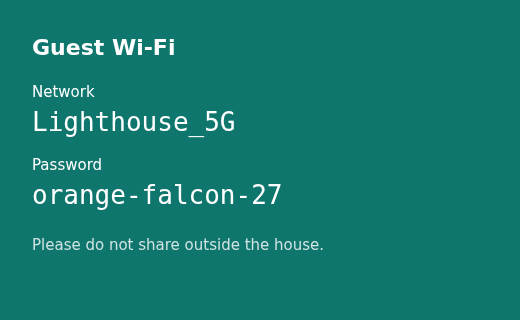 Guest Wi-Fi
Network
Lighthouse_5G
Password
orange-falcon-27
Please do not share outside the house.